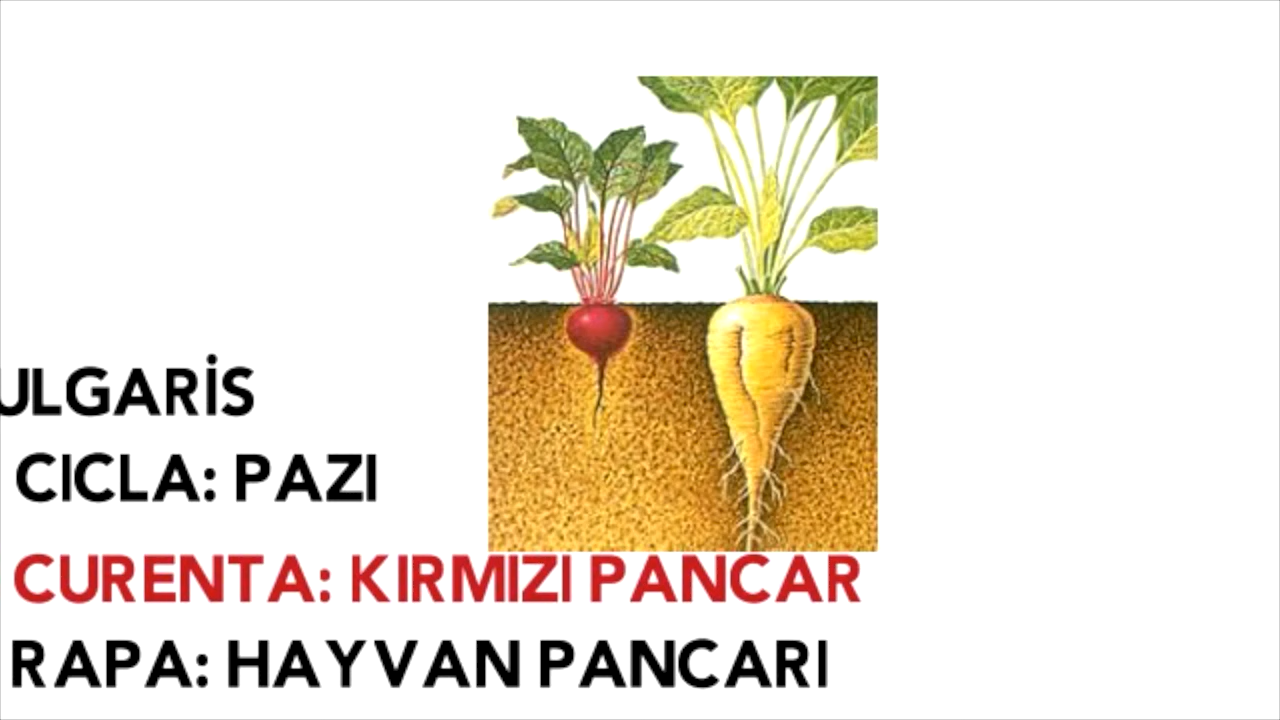 ULGARİS
CICLA: PAZI
CURENTA: KIRMIZI PANCAR
RAPA: HAYVAN PANCARI